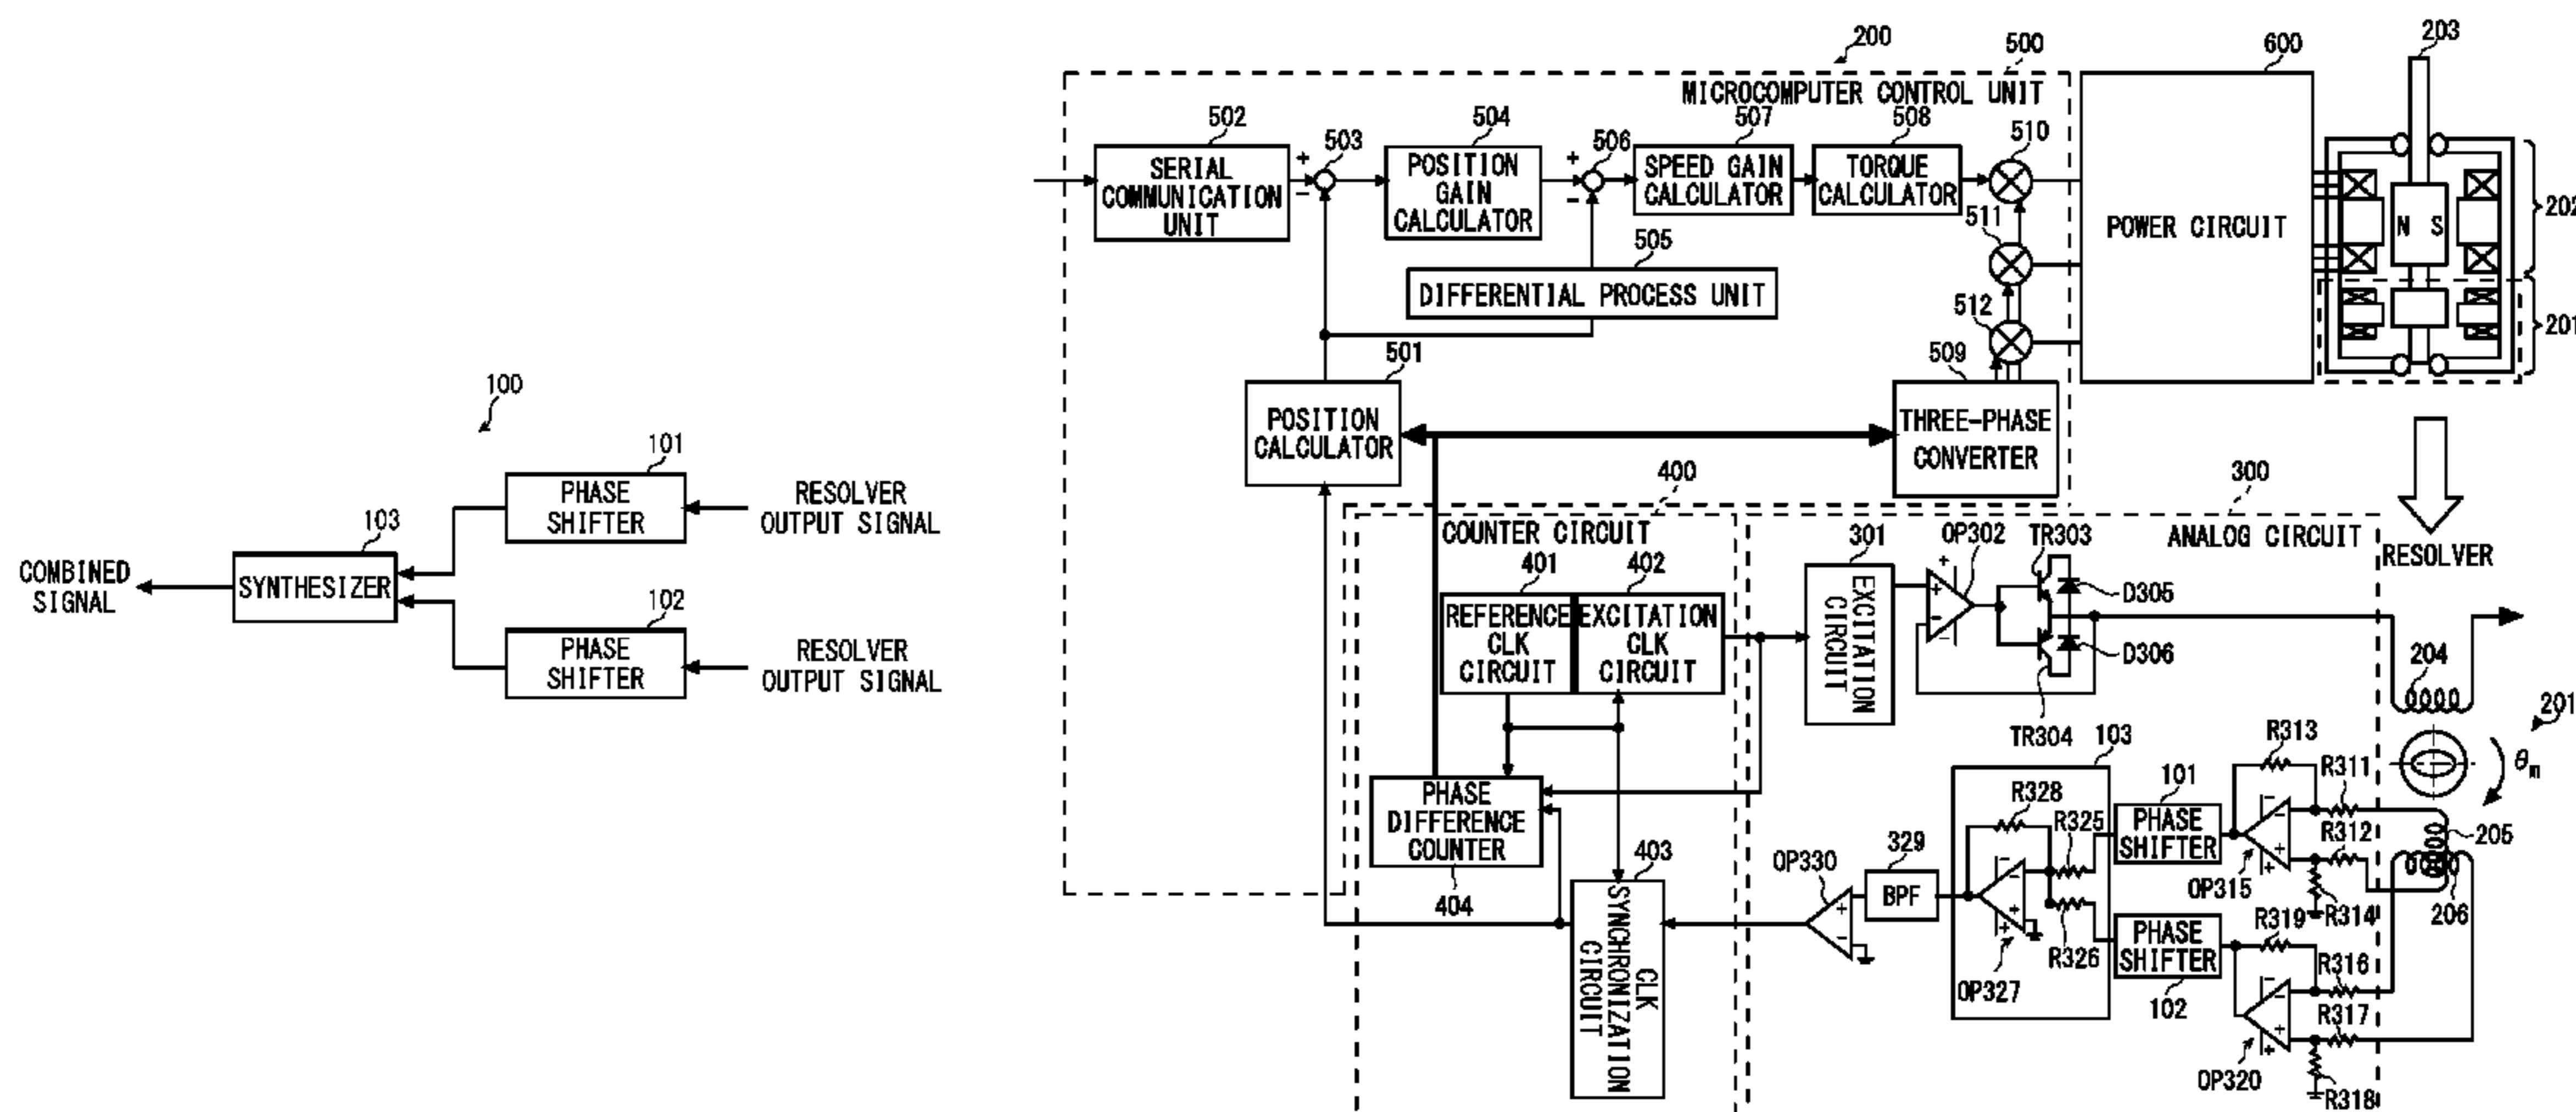 100
101
PHASE
SHIFTER
RESOLVER
OUTPUT SIGNAL
103
SYNTHESIZER
COMBINED
SIGNAL
102
PHASE
SHIFTER
RESOLVER
OUTPUT SIGNAL
200
500
MICROCOMPUTER CONTROL UNIT
502
SERIAL
COMMUNICATION
UNIT
+
−
503
504
POSITION
GAIN
CALCULATOR
+
−
506
507
SPEED GAIN
CALCULATOR
508
TORQUE
CALCULATOR
510
511
512
505
DIFFERENTIAL PROCESS UNIT
501
POSITION
CALCULATOR
509
THREE-PHASE
CONVERTER
600
POWER CIRCUIT
203
N S
202
201
RESOLVER
400
COUNTER CIRCUIT
401
REFERENCE
CLK
CIRCUIT
402
EXCITATION
CLK
CIRCUIT
PHASE
DIFFERENCE
COUNTER
404
403
CLK
SYNCHRONIZATION
CIRCUIT
300
ANALOG CIRCUIT
301
EXCITATION
CIRCUIT
OP302
+
+
−
−
TR303
D305
D306
TR304
204
201
θm
205
206
103
R328
R325
R326
−
−
+
+
OP327
329
BPF
OP330
+
−
101
PHASE
SHIFTER
102
PHASE
SHIFTER
R313
R311
R312
−
−
+
+
OP315
R314
R319
R316
R317
−
−
+
+
OP320
R318